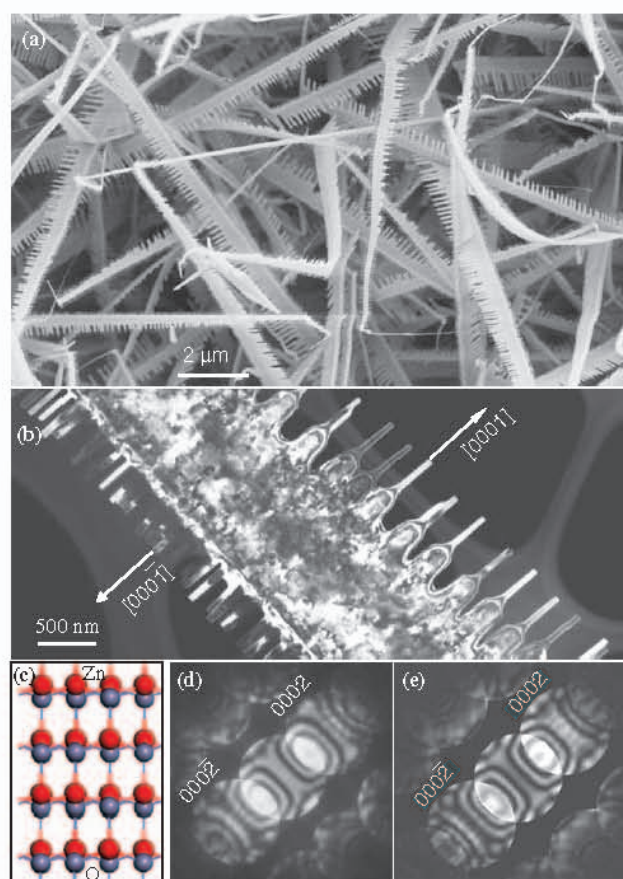 (a)
2 μm
(b)
[0001]
[0001̄]
500 nm
(c)
Zn
O
(d)
0002
0002̄
(e)
0002
0002̄